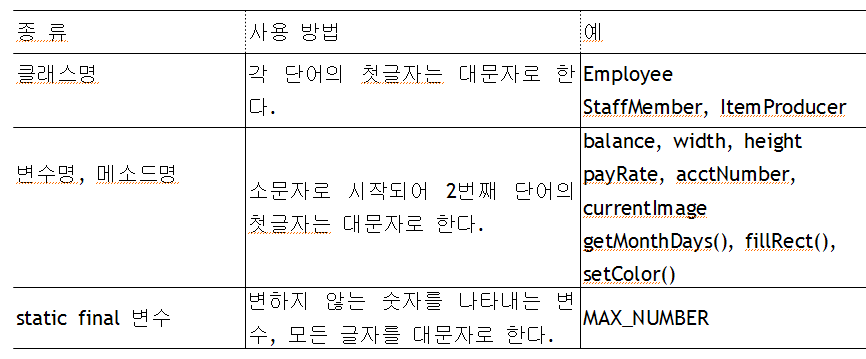 종 류
사용 방법
예
클래스명
각 단어의 첫글자는 대문자로 한
다.
Employee
StaffMember, ItemProducer
변수명, 메소드명
소문자로 시작되어 2번째 단어의
첫글자는 대문자로 한다.
balance, width, height
payRate, acctNumber,
currentImage
getMonthDays(), fillRect(),
setColor()
static final 변수
변하지 않는 숫자를 나타내는 변
수, 모든 글자를 대문자로 한다.
MAX_NUMBER